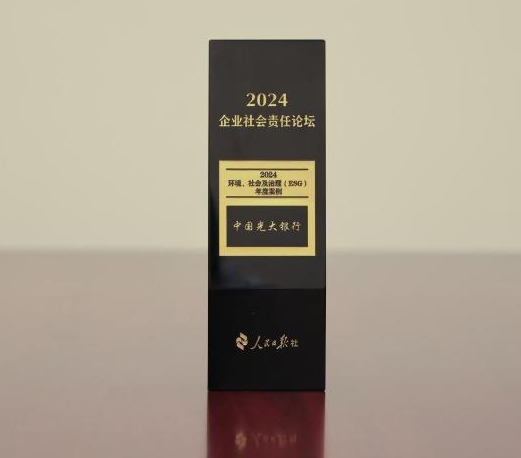 2024
企业社会责任论坛
2024
环境、社会及治理（ESG）
年度案例
中国光大银行
人民日报社